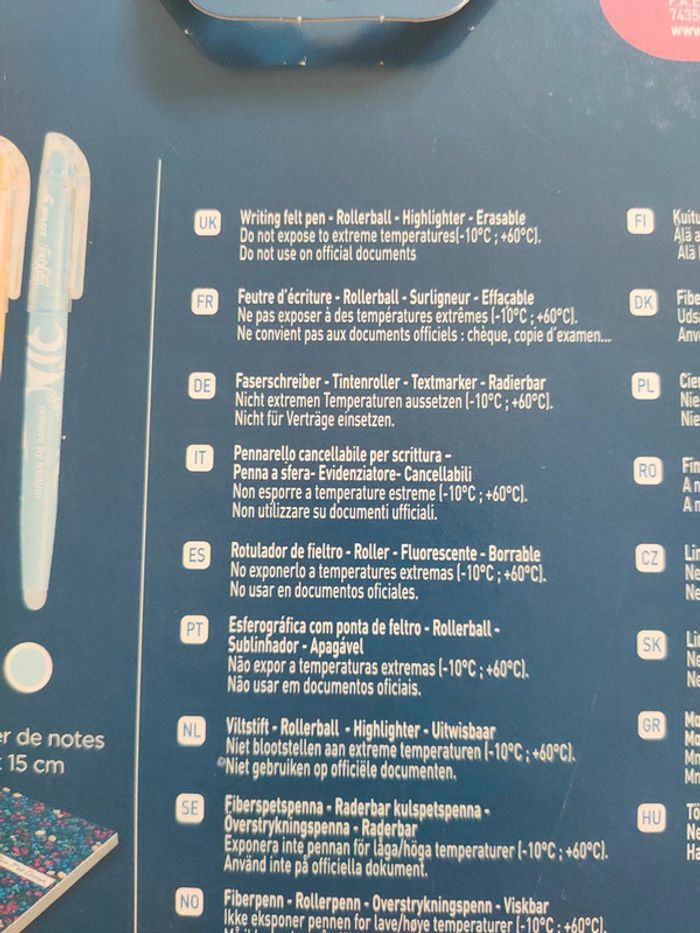 7435
www
UK
Writing felt pen - Rollerball - Highlighter - Erasable
Do not expose to extreme temperatures(-10°C ; +60°C).
Do not use on official documents
FR
Feutre d'écriture - Rollerball - Surligneur - Effaçable
Ne pas exposer à des températures extrêmes (-10°C ; +60°C).
Ne convient pas aux documents officiels : chèque, copie d'examen...
DE
Faserschreiber - Tintenroller - Textmarker - Radierbar
Nicht extremen Temperaturen aussetzen (-10°C ; +60°C).
Nicht für Verträge einsetzen.
IT
Pennarello cancellabile per scrittura -
Penna a sfera- Evidenziatore- Cancellabili
Non esporre a temperature estreme (-10°C ; +60°C).
Non utilizzare su documenti ufficiali.
ES
Rotulador de fieltro - Roller - Fluorescente - Borrable
No exponerlo a temperatures extremas (-10°C ; +60°C).
No usar en documentos oficiales.
PT
Esferográfica com ponta de feltro - Rollerball -
Sublinhador - Apagável
Não expor a temperaturas extremas (-10°C ; +60°C).
Não usar em documentos oficiais.
NL
Viltstift - Rollerball - Highlighter - Uitwisbaar
Niet blootstellen aan extreme temperaturen (-10°C ; +60°C).
Niet gebruiken op officiële documenten.
SE
Fiberspetspenna - Raderbar kulspetspenna -
Överstrykningspenna - Raderbar
Exponera inte pennan för låga/höga temperaturer (-10°C ; +60°C).
Använd inte på officiella dokument.
NO
Fiberpenn - Rollerpenn - Overstrykningspenn - Viskbar
Ikke eksponer pennen for lave/høye temperaturer (-10°C ; +60°C).
FI
DK
PL
RO
CZ
SK
GR
HU
remove by friction
de notes
15 cm